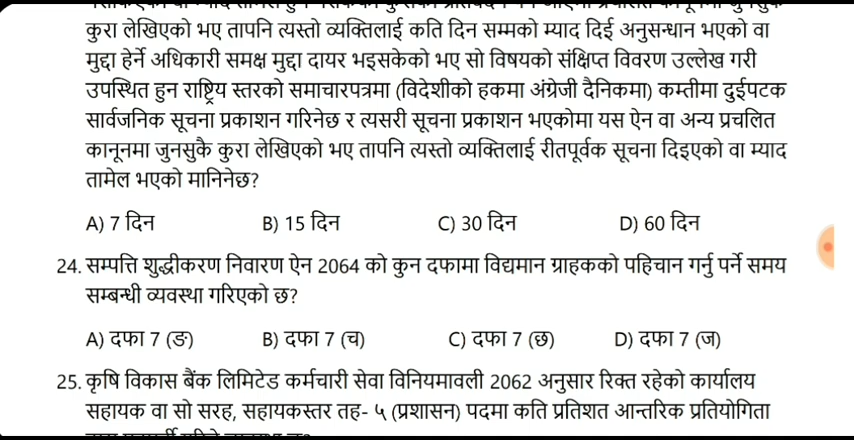 कुरा लेखिएको भए तापनि त्यस्तो व्यक्तिलाई कति दिन सम्मको म्याद दिई अनुसन्धान भएको वा
मुद्दा हेर्ने अधिकारी समक्ष मुद्दा दायर भइसकेको भए सो विषयको संक्षिप्त विवरण उल्लेख गरी
उपस्थित हुन राष्ट्रिय स्तरको समाचारपत्रमा (विदेशीको हकमा अंग्रेजी दैनिकमा) कम्तीमा दुईपटक
सार्वजनिक सूचना प्रकाशन गरिनेछ र त्यसरी सूचना प्रकाशन भएकोमा यस ऐन वा अन्य प्रचलित
कानूनमा जुनसुकै कुरा लेखिएको भए तापनि त्यस्तो व्यक्तिलाई रीतपूर्वक सूचना दिइएको वा म्याद
तामेल भएको मानिनेछ?
A) 7 दिन B) 15 दिन C) 30 दिन D) 60 दिन
24. सम्पत्ति शुद्धीकरण निवारण ऐन 2064 को कुन दफामा विद्यमान ग्राहकको पहिचान गर्नु पर्ने समय
सम्बन्धी व्यवस्था गरिएको छ?
A) दफा 7 (ङ) B) दफा 7 (च) C) दफा 7 (छ) D) दफा 7 (ज)
25. कृषि विकास बैंक लिमिटेड कर्मचारी सेवा विनियमावली 2062 अनुसार रिक्त रहेको कार्यालय
सहायक वा सो सरह, सहायकस्तर तह- ५ (प्रशासन) पदमा कति प्रतिशत आन्तरिक प्रतियोगिता